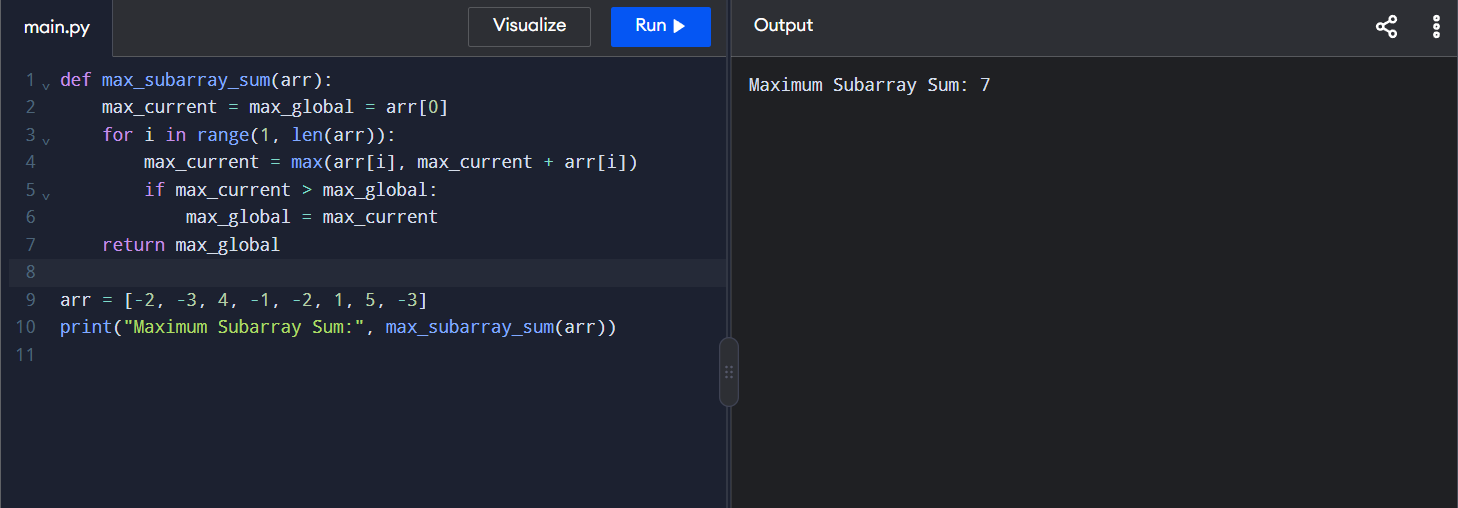 main.py
Visualize
Run
Output
1 def max_subarray_sum(arr):
2     max_current = max_global = arr[0]
3     for i in range(1, len(arr)):
4         max_current = max(arr[i], max_current + arr[i])
5         if max_current > max_global:
6             max_global = max_current
7     return max_global
8
9 arr = [-2, -3, 4, -1, -2, 1, 5, -3]
10 print("Maximum Subarray Sum:", max_subarray_sum(arr))
11
Maximum Subarray Sum: 7